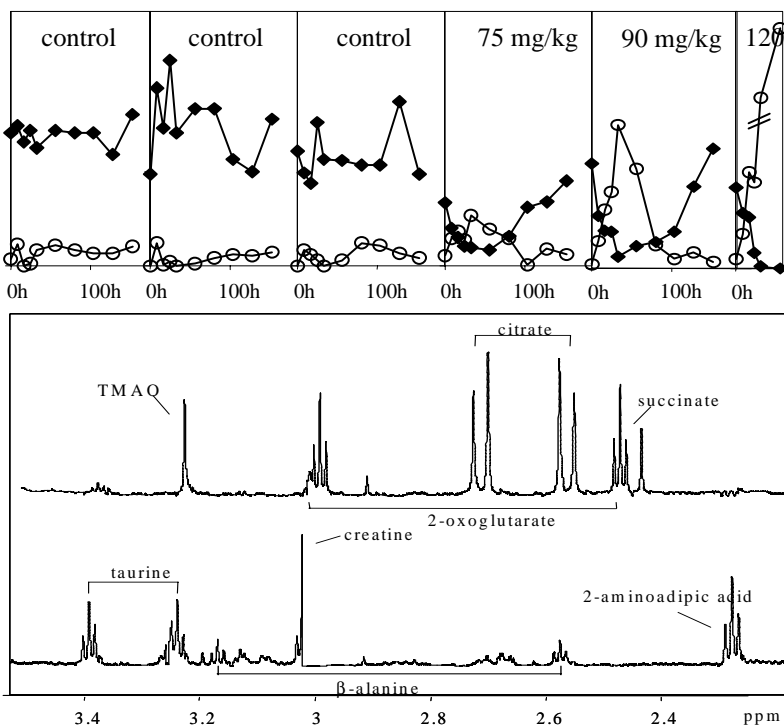 control control control 75 mg/kg 90 mg/kg 120
0h 100h 0h 100h 0h 100h 0h 100h 0h 100h 0h
citrate
TMAO
succinate
2-oxoglutarate
creatine
taurine
2-aminoadipic acid
β-alanine
3.4 3.2 3 2.8 2.6 2.4 ppm